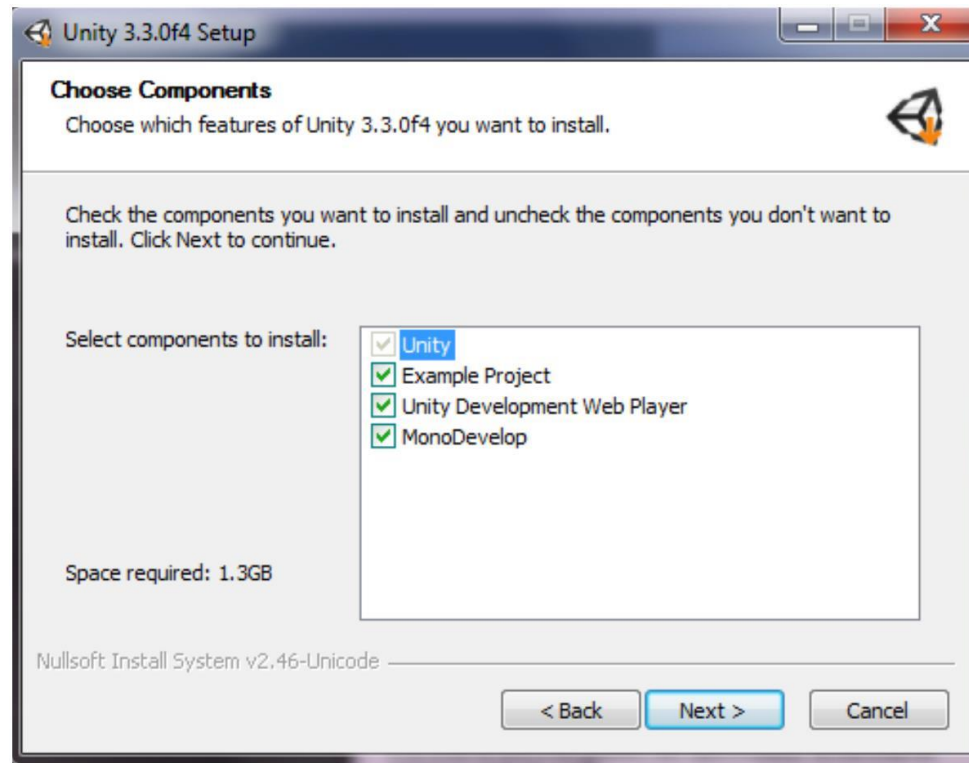 Unity 3.3.0f4 Setup
Choose Components
Choose which features of Unity 3.3.0f4 you want to install.
Check the components you want to install and uncheck the components you don't want to
install. Click Next to continue.
Select components to install:
Unity
Example Project
Unity Development Web Player
MonoDevelop
Space required: 1.3GB
Nullsoft Install System v2.46-Unicode
< Back
Next >
Cancel